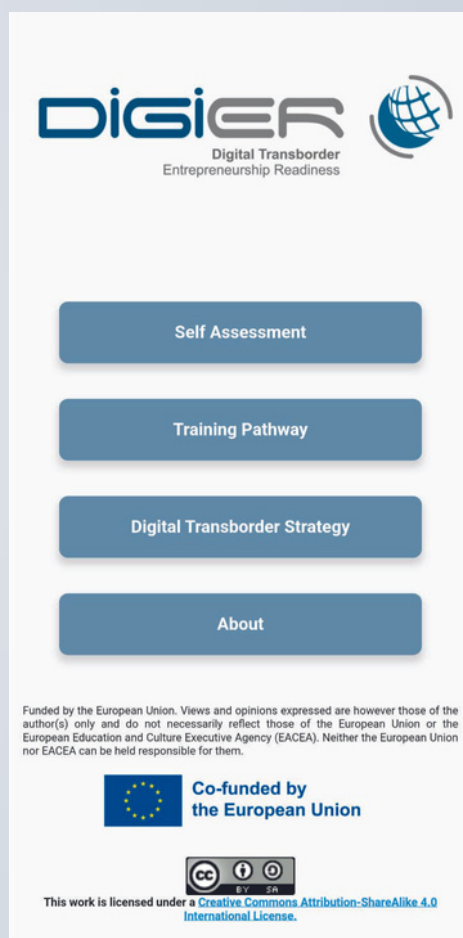 DiGiER
Digital Transborder
Entrepreneurship Readiness
Self Assessment
Training Pathway
Digital Transborder Strategy
About
Funded by the European Union. Views and opinions expressed are however those of the
author(s) only and do not necessarily reflect those of the European Union or the
European Education and Culture Executive Agency (EACEA). Neither the European Union
nor EACEA can be held responsible for them.
Co-funded by
the European Union
cc
BY SA
This work is licensed under a Creative Commons Attribution-ShareAlike 4.0
International License.